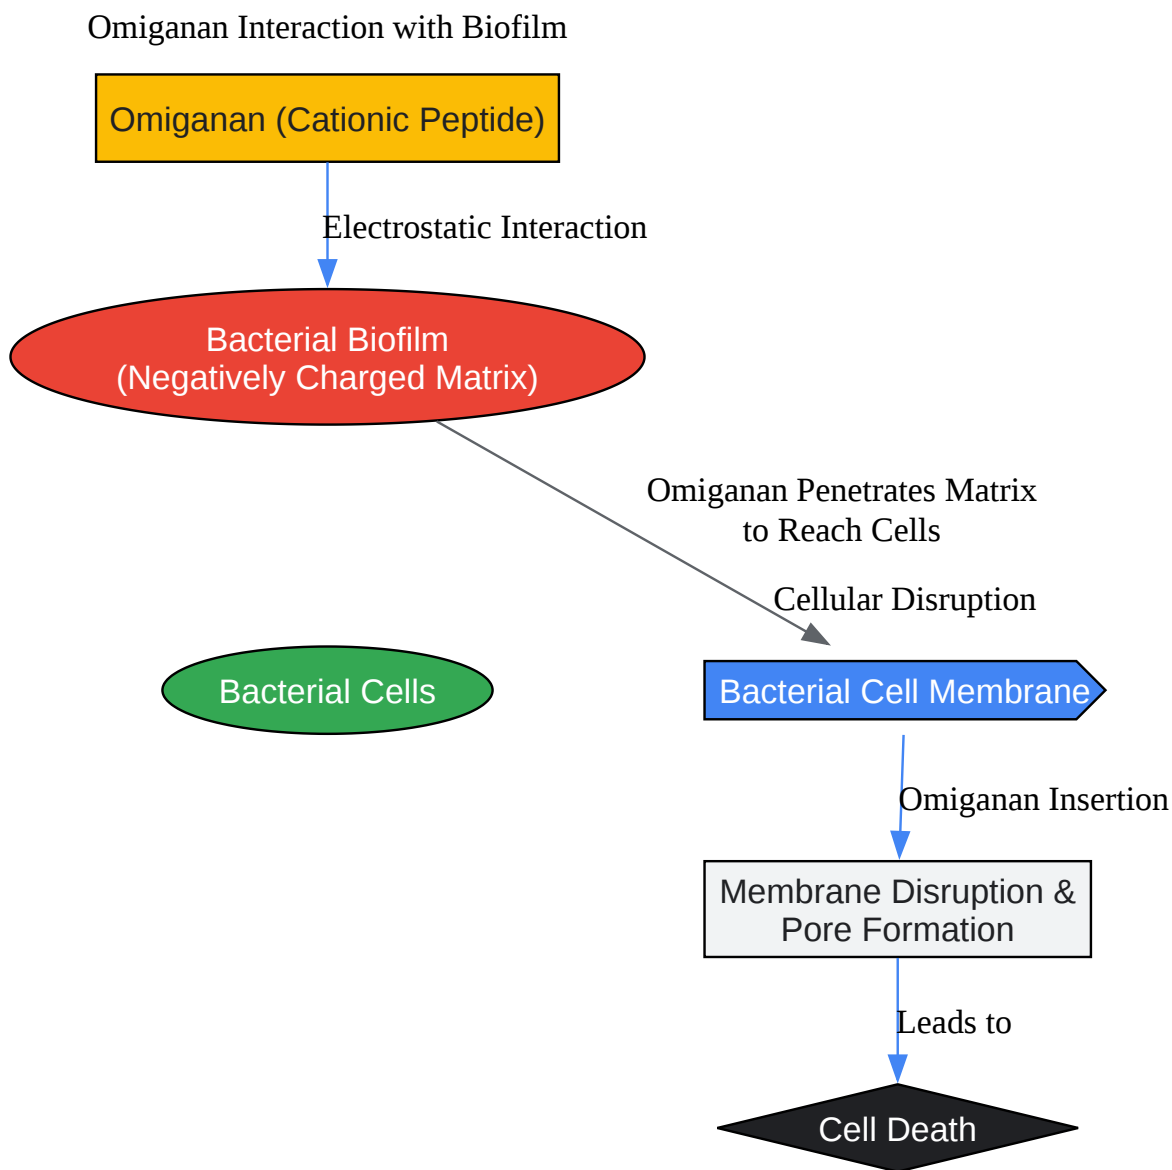 Omiganan Interaction with Biofilm
Omiganan (Cationic Peptide)
Electrostatic Interaction
Bacterial Biofilm
(Negatively Charged Matrix)
Omiganan Penetrates Matrix
to Reach Cells
Cellular Disruption
Bacterial Cells
Bacterial Cell Membrane
Omiganan Insertion
Membrane Disruption &
Pore Formation
Leads to
Cell Death